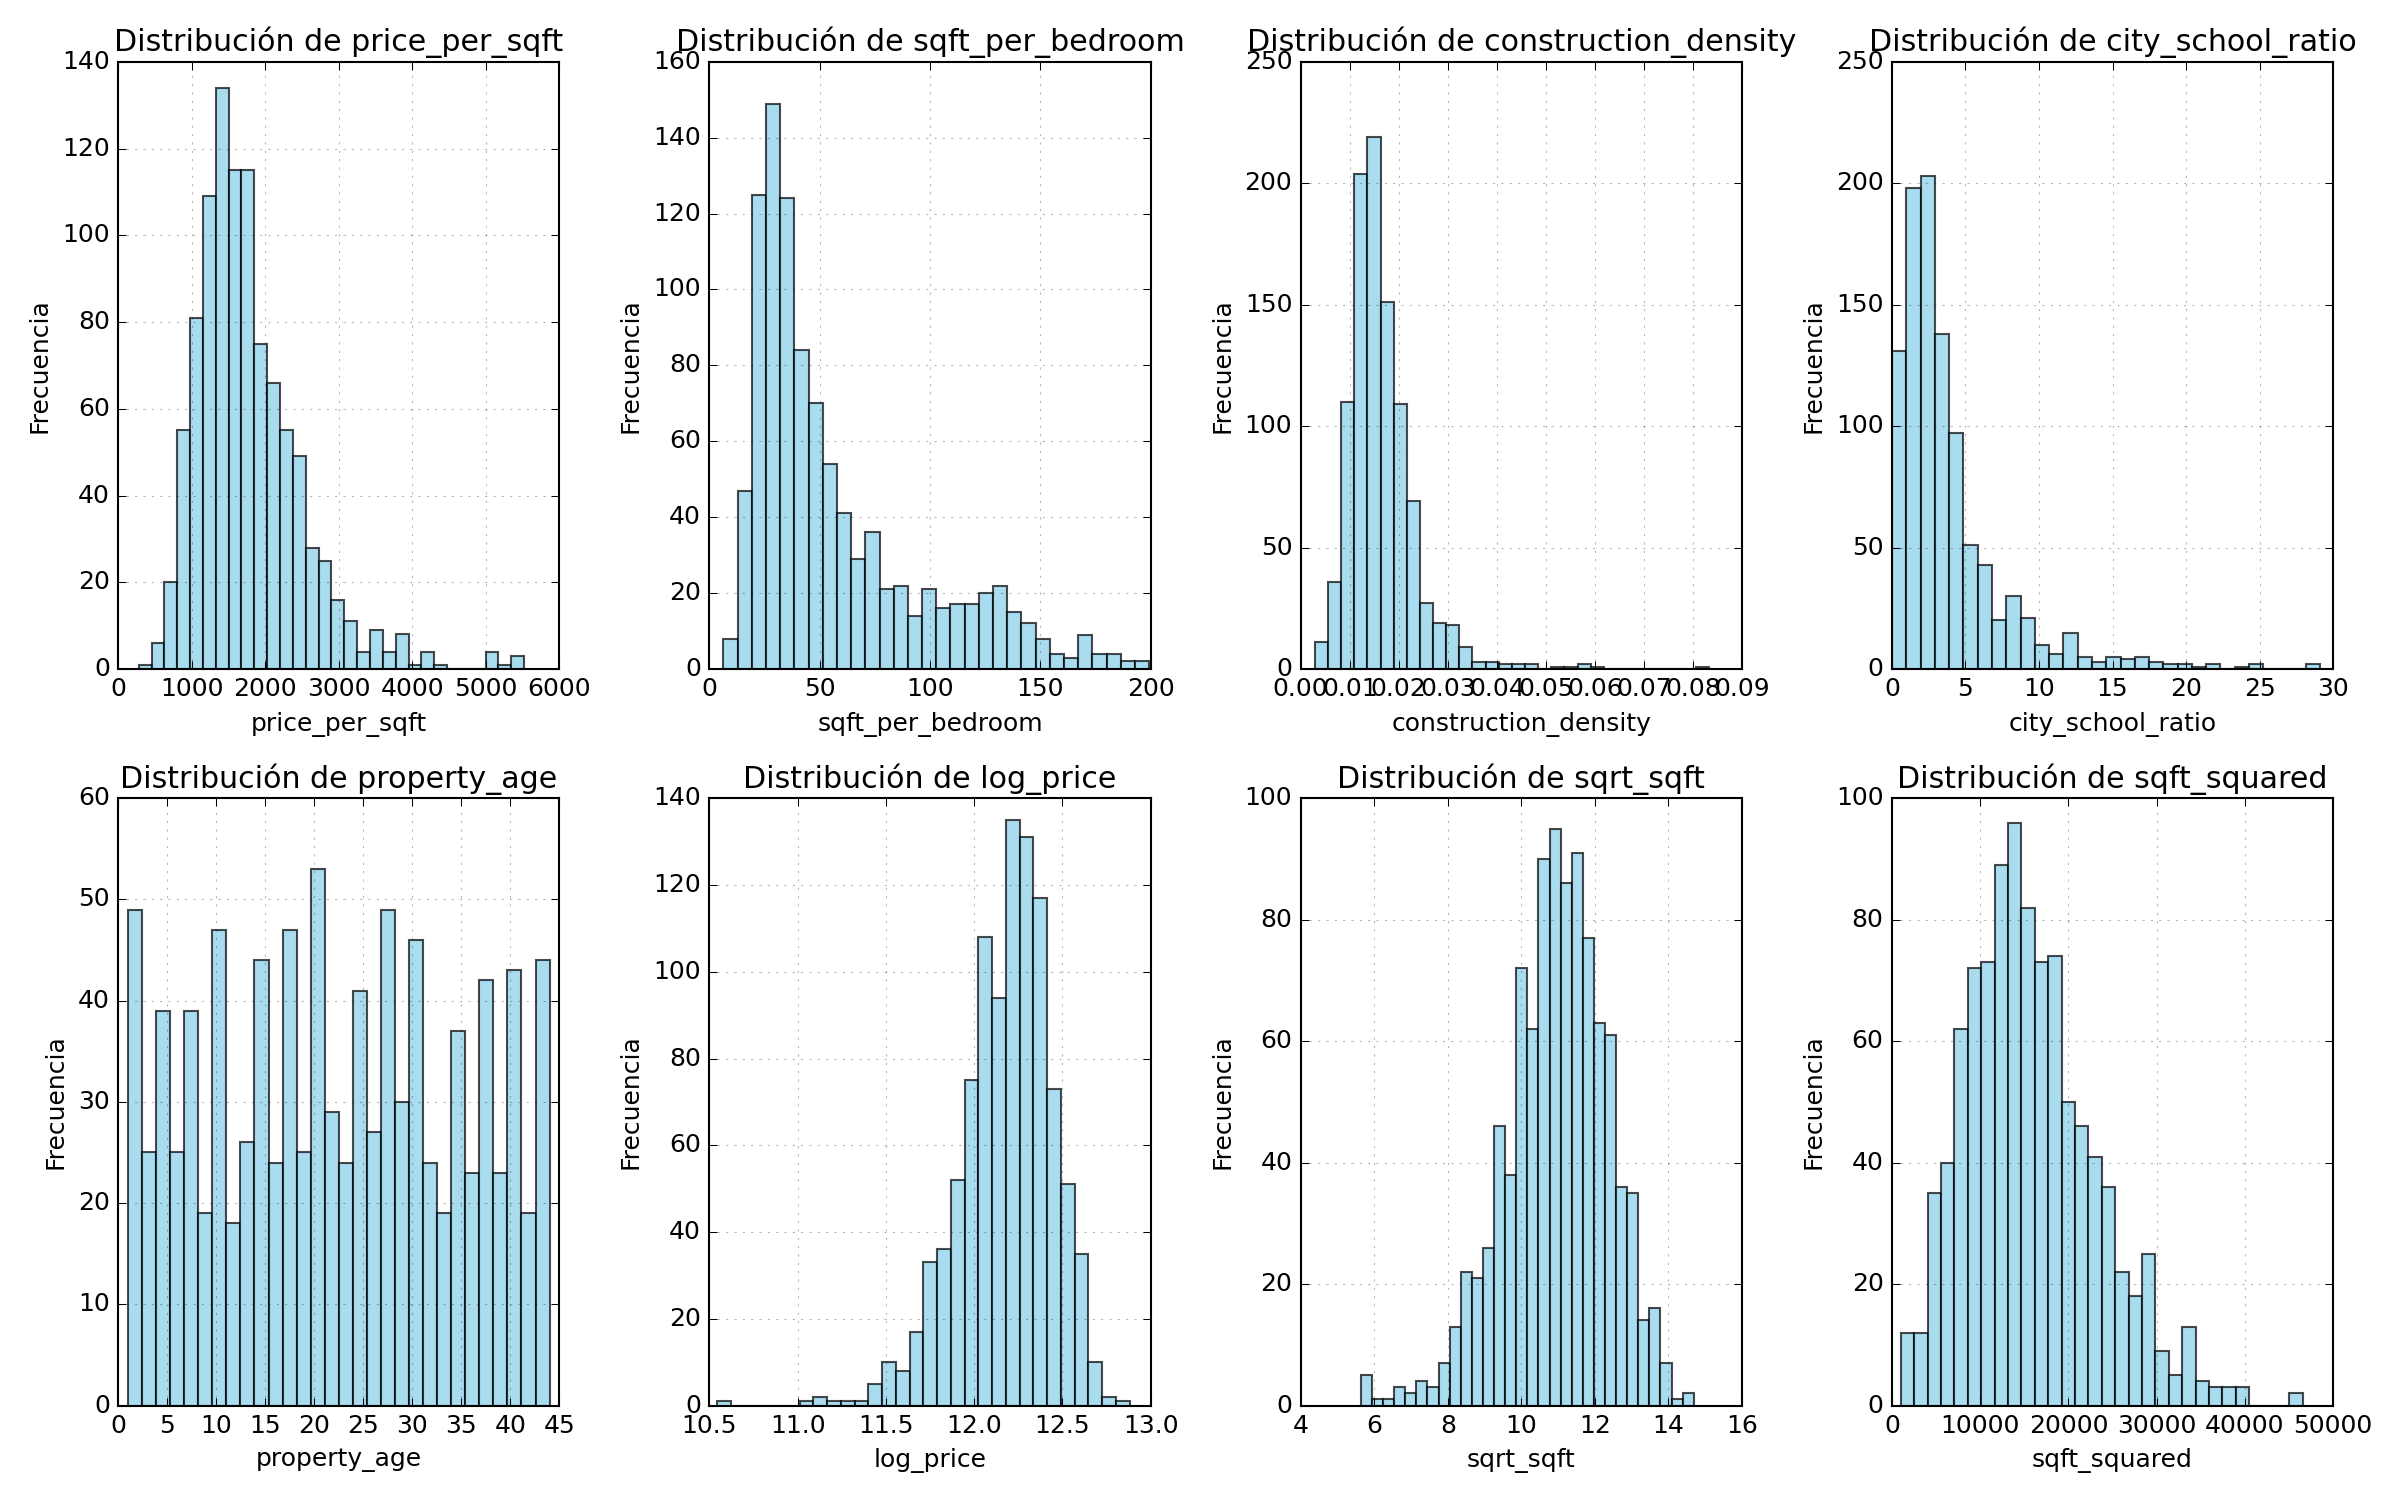 Distribución de price_per_sqft
140
120
100
80
60
40
20
0
Frecuencia
0 1000 2000 3000 4000 5000 6000
price_per_sqft
Distribución de sqft_per_bedroom
160
140
120
100
80
60
40
20
0
Frecuencia
0 50 100 150 200
sqft_per_bedroom
Distribución de construction_density
250
200
150
100
50
0
Frecuencia
0.00 0.01 0.02 0.03 0.04 0.05 0.06 0.07 0.08 0.09
construction_density
Distribución de city_school_ratio
250
200
150
100
50
0
Frecuencia
0 5 10 15 20 25 30
city_school_ratio
Distribución de property_age
60
50
40
30
20
10
0
Frecuencia
0 5 10 15 20 25 30 35 40 45
property_age
Distribución de log_price
140
120
100
80
60
40
20
0
Frecuencia
10.5 11.0 11.5 12.0 12.5 13.0
log_price
Distribución de sqrt_sqft
100
80
60
40
20
0
Frecuencia
4 6 8 10 12 14 16
sqrt_sqft
Distribución de sqft_squared
100
80
60
40
20
0
Frecuencia
0 10000 20000 30000 40000 50000
sqft_squared